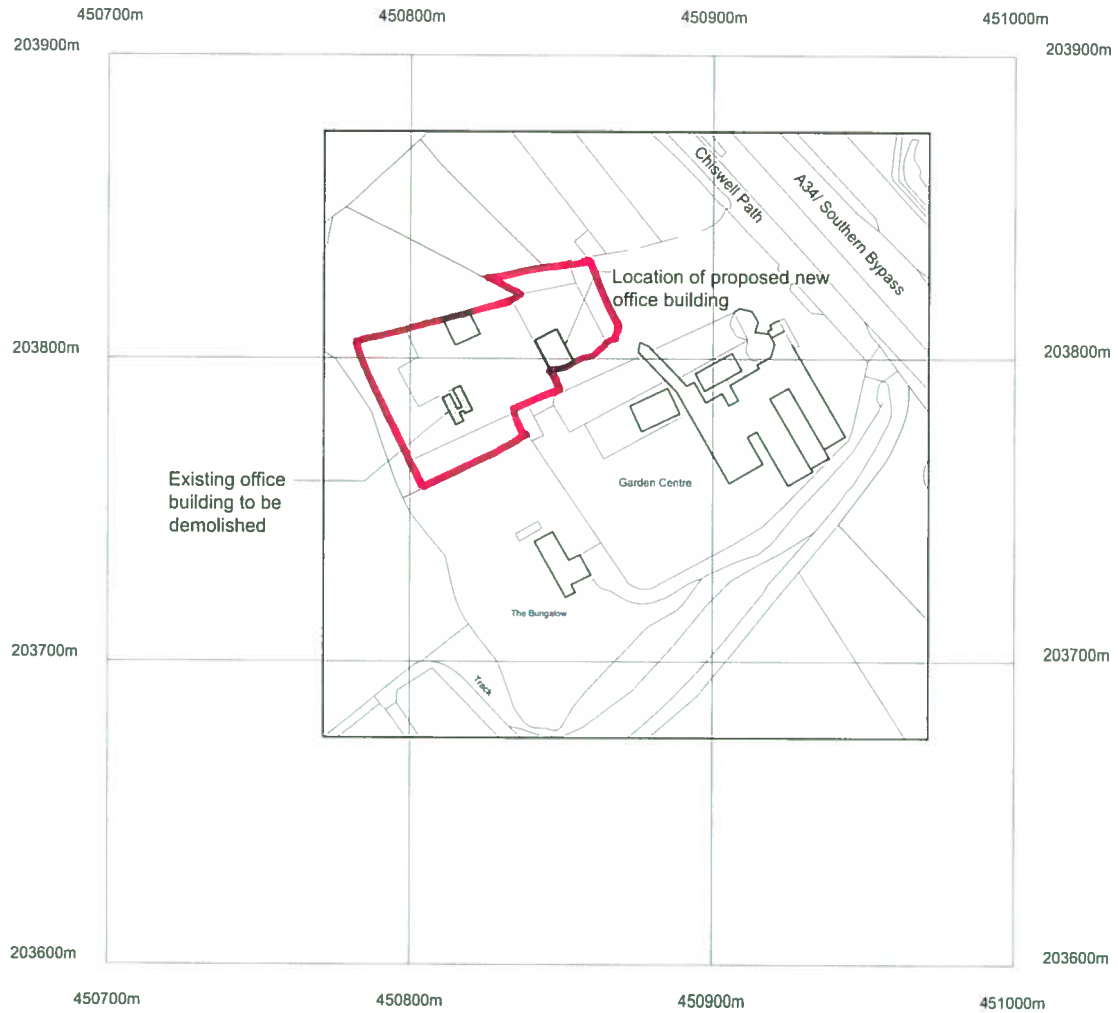 450700m
450800m
450900m
451000m
203900m
203900m
Chiswell Path
A34/ Southern Bypass
Location of proposed new
office building
203800m
203800m
Existing office
building to be
demolished
Garden Centre
The Bungalow
203700m
203700m
Track
203600m
203600m
450700m
450800m
450900m
451000m